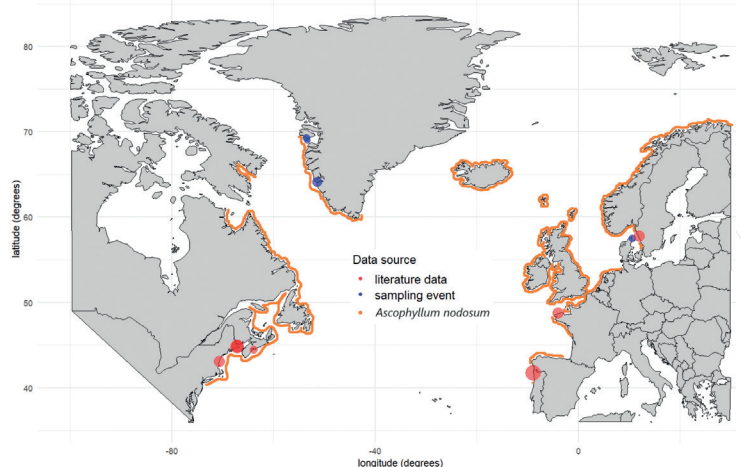 80
70
60
50
40
latitude (degrees)
Data source
literature data
sampling event
Ascophyllum nodosum
-80
-40
0
longitude (degrees)